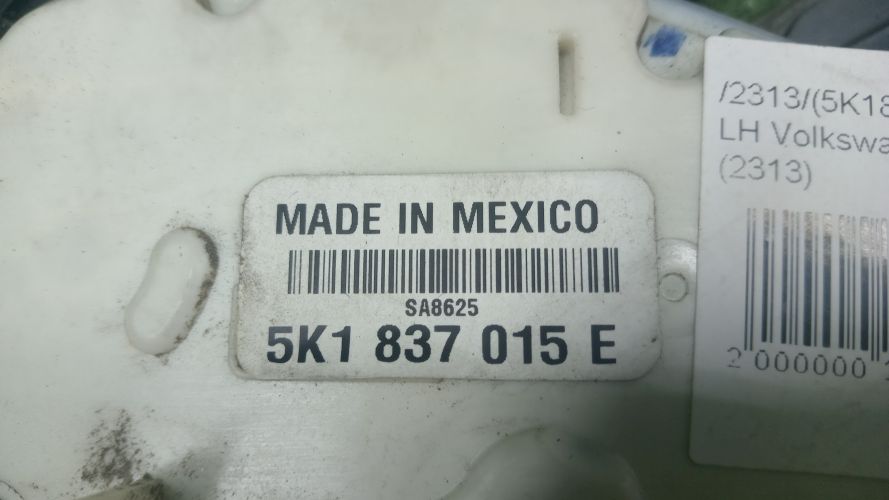 MADE IN MEXICO
SA8625
5K1 837 015 E
/2313/(5K18
LH Volkswa
(2313)
2 000000